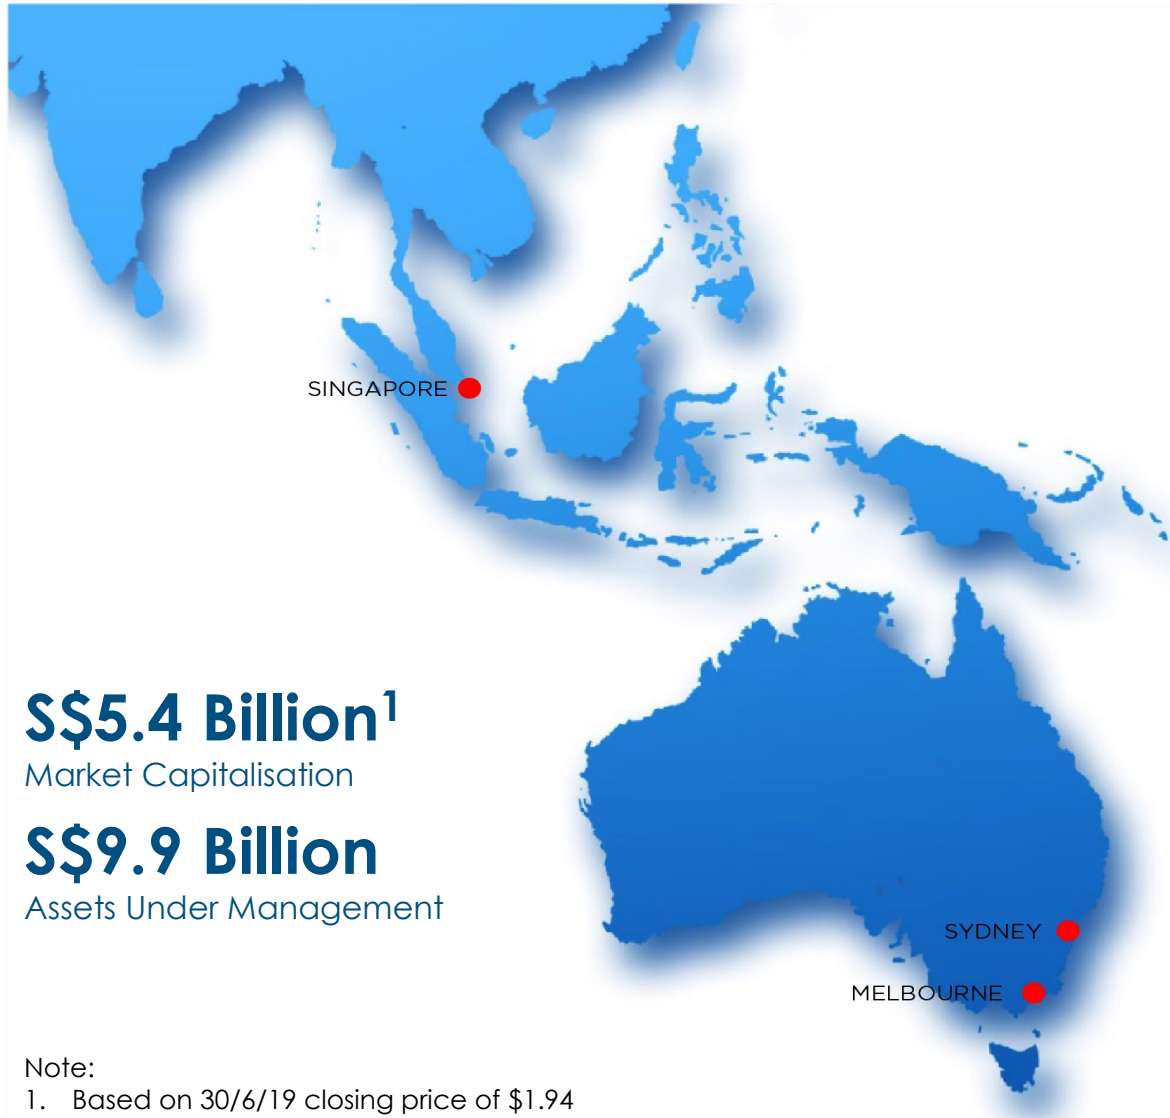 SINGAPORE
S$5.4 Billion¹
Market Capitalisation
S$9.9 Billion
Assets Under Management
SYDNEY
MELBOURNE
Note:
1. Based on 30/6/19 closing price of $1.94